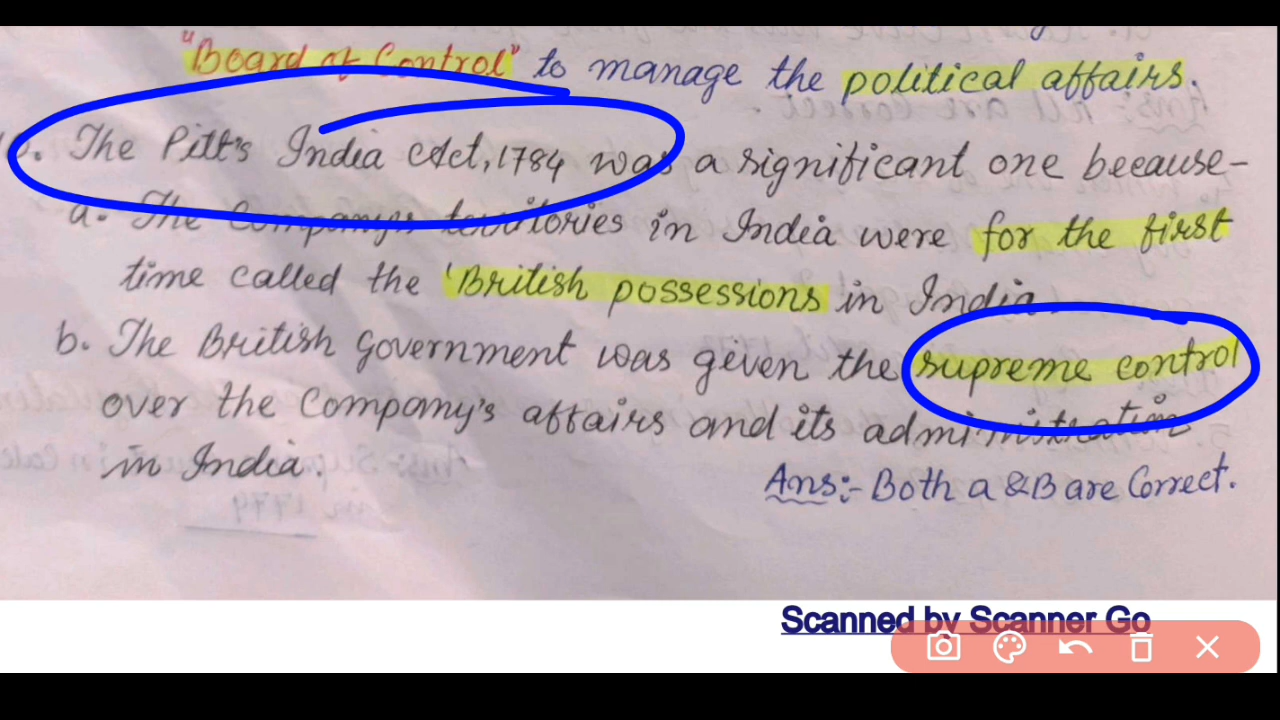 "Board of Control" to manage the political affairs.
. The Pitt's India Act, 1784 was a significant one because-
a. The Company's territories in India were for the first
time called the 'British possessions in India.
b. The British government was given the supreme control
over the Company's affairs and its administration
in India.
Ans:- Both a & B are Correct.
Scanned by Scanner Go